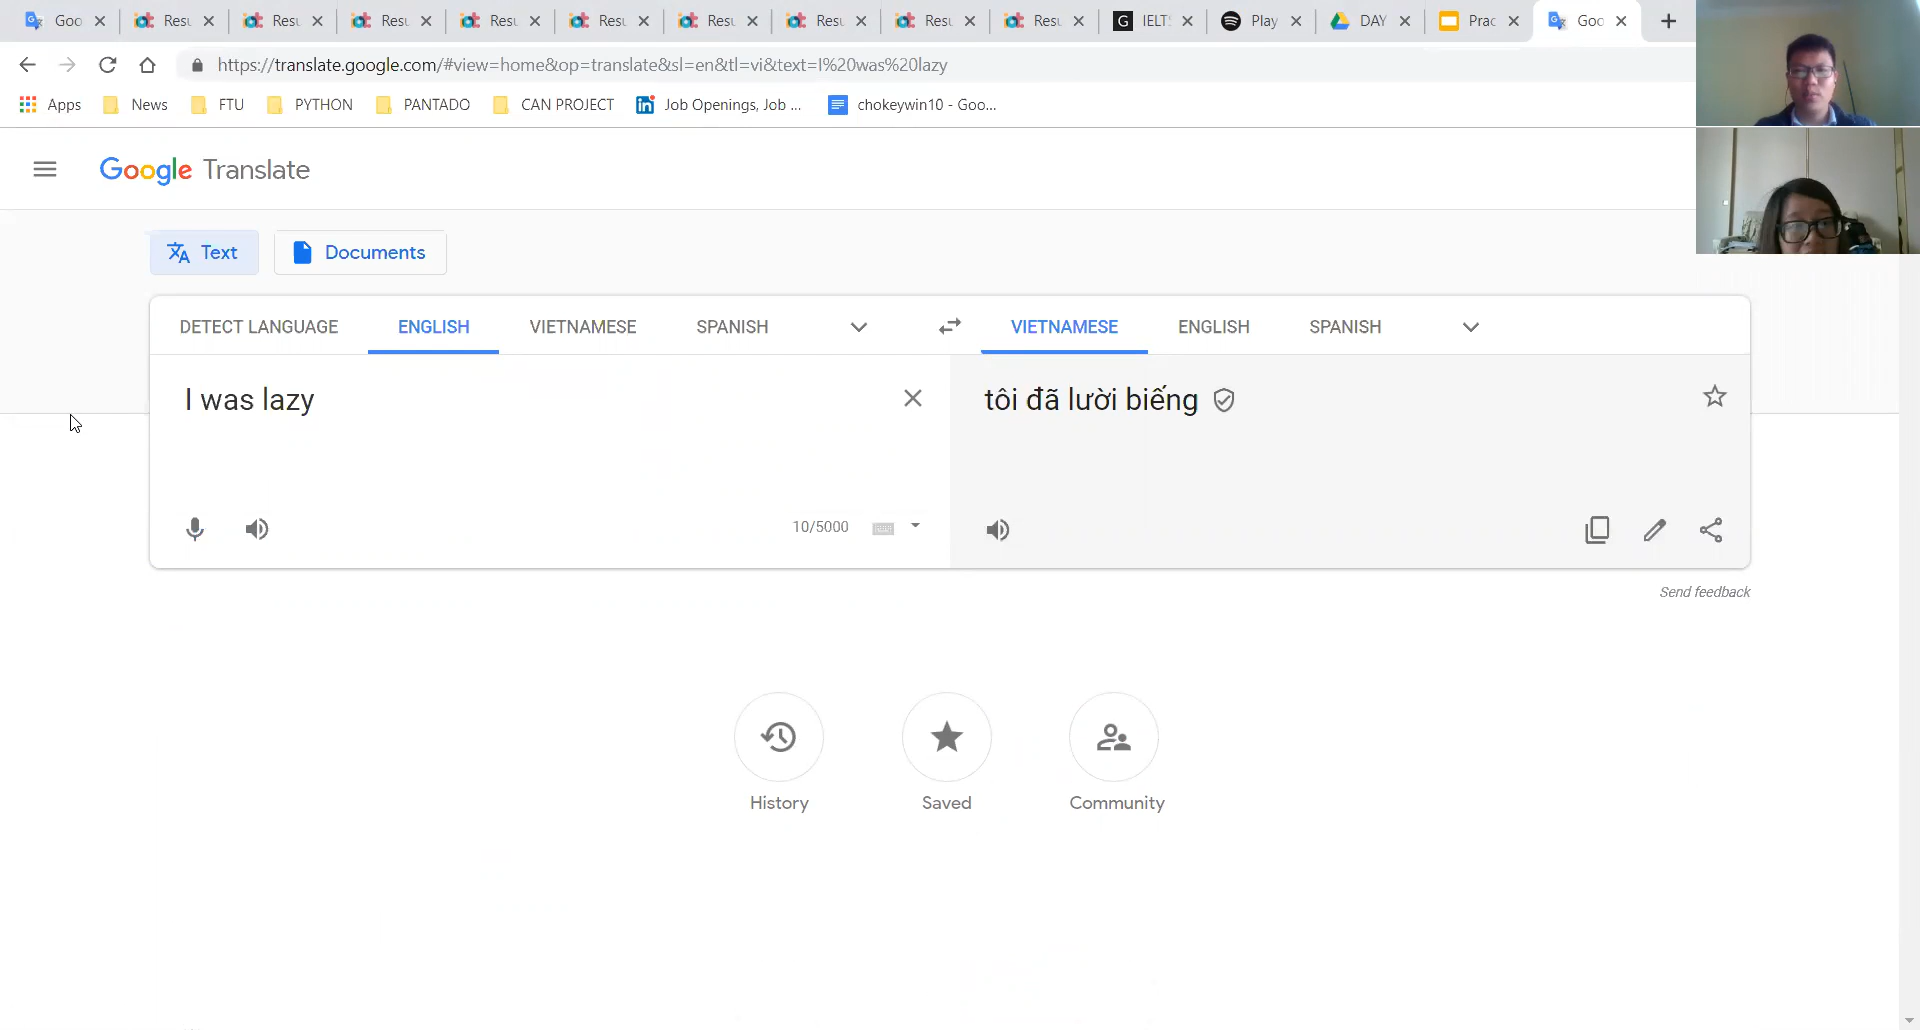 Goo Resu Resu Resu Resu Resu Resu Resu Resu Resu IELT Play DAY Prac Goo
https://translate.google.com/#view=home&op=translate&sl=en&tl=vi&text=I%20was%20lazy
Apps News FTU PYTHON PANTADO CAN PROJECT Job Openings, Job ... chokeywin10 - Goo...
Google Translate
Text Documents
DETECT LANGUAGE ENGLISH VIETNAMESE SPANISH VIETNAMESE ENGLISH SPANISH
I was lazy tôi đã lười biếng
10/5000
Send feedback
History Saved Community